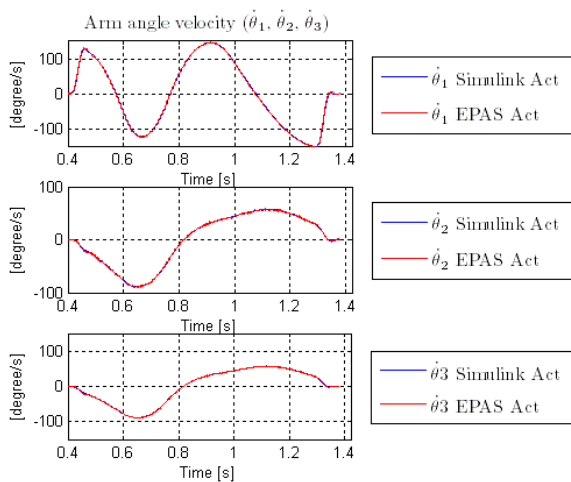 Arm angle velocity (θ̇₁, θ̇₂, θ̇₃)
[degree/s]
100
0
-100
0.4 0.6 0.8 1 1.2 1.4
Time [s]
θ̇₁ Simulink Act
θ̇₁ EPAS Act
[degree/s]
100
0
-100
0.4 0.6 0.8 1 1.2 1.4
Time [s]
θ̇₂ Simulink Act
θ̇₂ EPAS Act
[degree/s]
100
0
-100
0.4 0.6 0.8 1 1.2 1.4
Time [s]
θ̇3 Simulink Act
θ̇3 EPAS Act